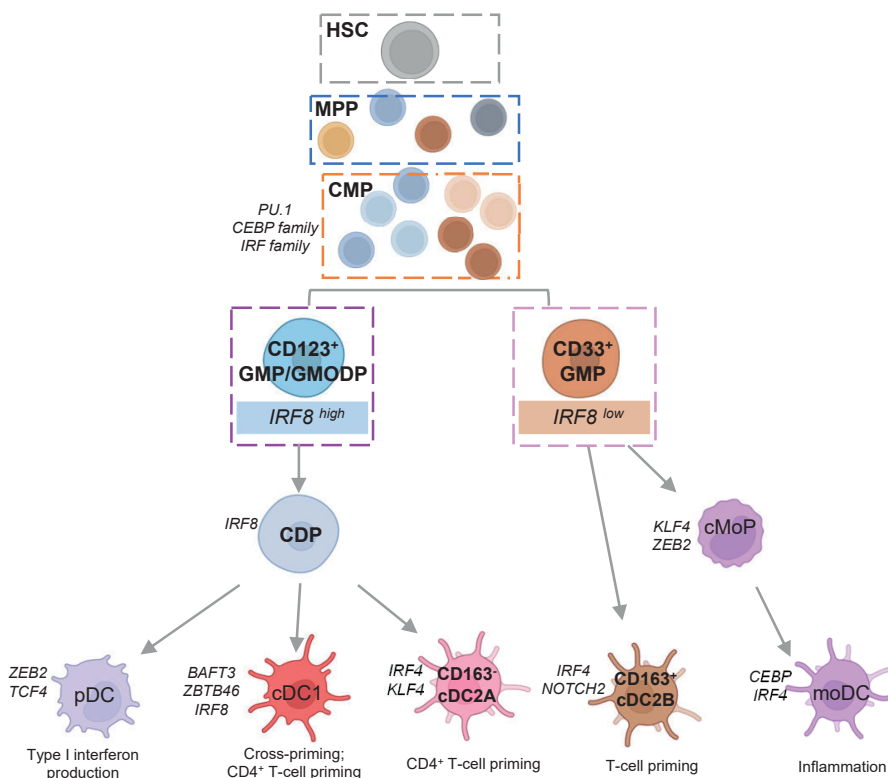 HSC
MPP
CMP
PU.1
CEBP family
IRF family
CD123⁺
GMP/GMODP
IRF8 high
CD33⁺
GMP
IRF8 low
IRF8
CDP
KLF4
ZEB2
cMoP
ZEB2
TCF4
pDC
Type I interferon
production
BAFT3
ZBTB46
IRF8
cDC1
Cross-priming;
CD4⁺ T-cell priming
IRF4
KLF4
CD163⁻
cDC2A
CD4⁺ T-cell priming
IRF4
NOTCH2
CD163⁺
cDC2B
T-cell priming
CEBP
IRF4
moDC
Inflammation